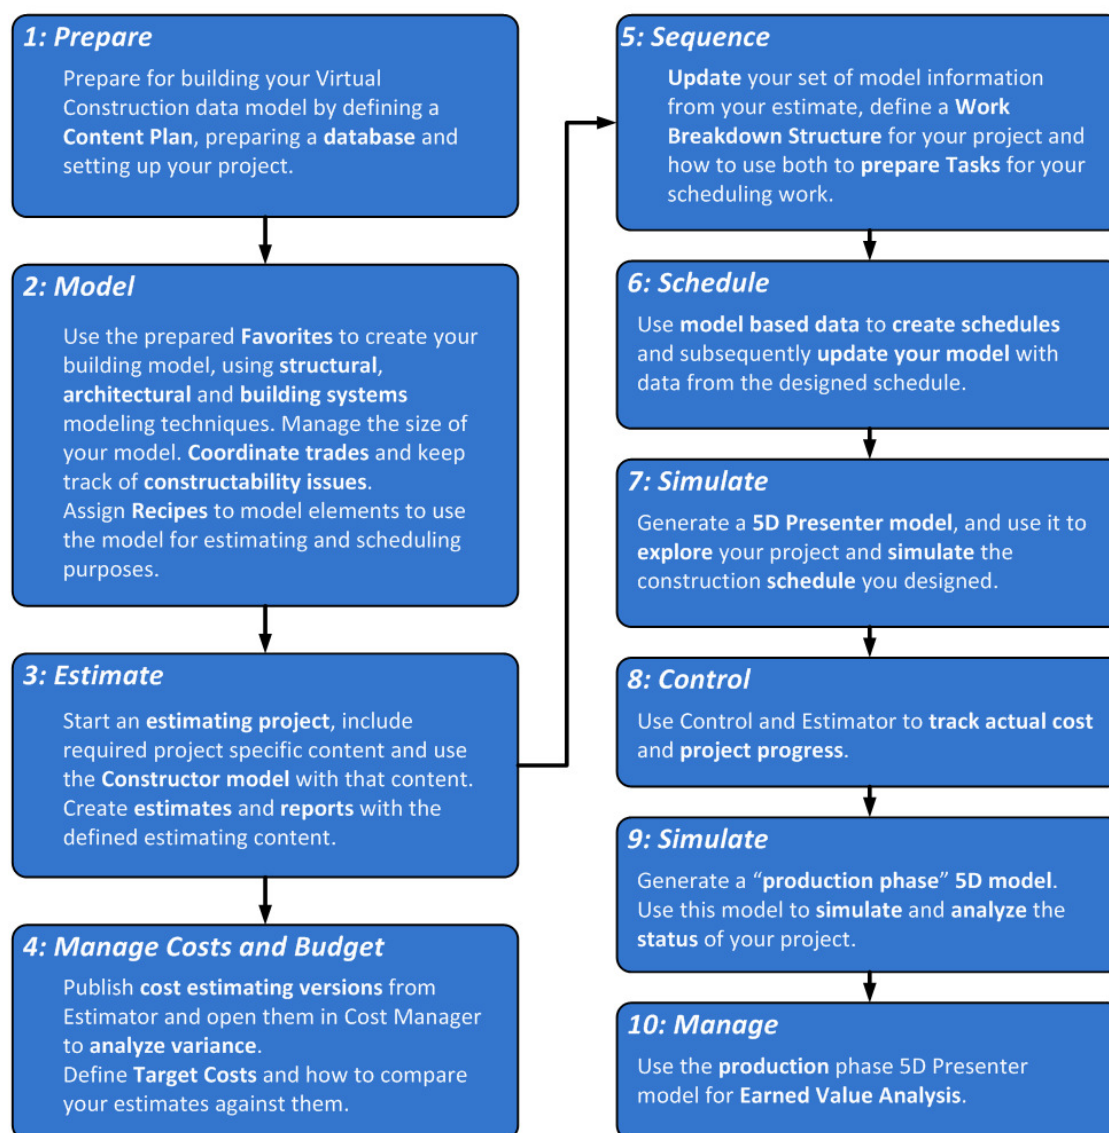 1: Prepare
Prepare for building your Virtual
Construction data model by defining a
Content Plan, preparing a database and
setting up your project.
2: Model
Use the prepared Favorites to create your
building model, using structural,
architectural and building systems
modeling techniques. Manage the size of
your model. Coordinate trades and keep
track of constructability issues.
Assign Recipes to model elements to use
the model for estimating and scheduling
purposes.
3: Estimate
Start an estimating project, include
required project specific content and use
the Constructor model with that content.
Create estimates and reports with the
defined estimating content.
4: Manage Costs and Budget
Publish cost estimating versions from
Estimator and open them in Cost Manager
to analyze variance.
Define Target Costs and how to compare
your estimates against them.
5: Sequence
Update your set of model information
from your estimate, define a Work
Breakdown Structure for your project and
how to use both to prepare Tasks for your
scheduling work.
6: Schedule
Use model based data to create schedules
and subsequently update your model with
data from the designed schedule.
7: Simulate
Generate a 5D Presenter model, and use it to
explore your project and simulate the
construction schedule you designed.
8: Control
Use Control and Estimator to track actual cost
and project progress.
9: Simulate
Generate a “production phase” 5D model.
Use this model to simulate and analyze the
status of your project.
10: Manage
Use the production phase 5D Presenter
model for Earned Value Analysis.